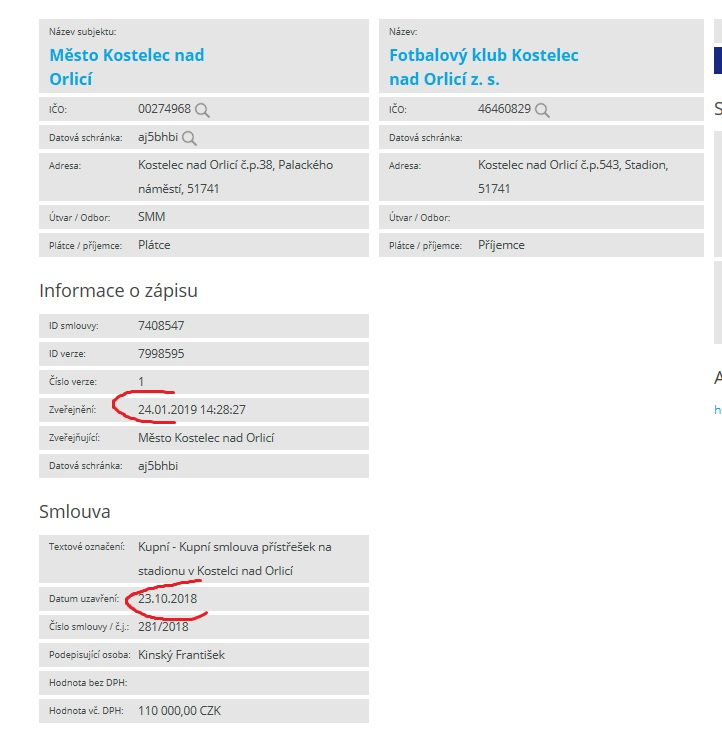 Název subjektu:
Město Kostelec nad
Orlicí
IČO: 00274968
Datová schránka: aj5bhbi
Adresa: Kostelec nad Orlicí č.p.38, Palackého
náměstí, 51741
Útvar / Odbor: SMM
Plátce / příjemce: Plátce
Název:
Fotbalový klub Kostelec
nad Orlicí z. s.
IČO: 46460829
Datová schránka:
Adresa: Kostelec nad Orlicí č.p.543, Stadion,
51741
Útvar / Odbor:
Plátce / příjemce: Příjemce
Informace o zápisu
ID smlouvy: 7408547
ID verze: 7998595
Číslo verze: 1
Zveřejnění: 24.01.2019 14:28:27
Zveřejňující: Město Kostelec nad Orlicí
Datová schránka: aj5bhbi
Smlouva
Textové označení: Kupní - Kupní smlouva přístřešek na
stadionu v Kostelci nad Orlicí
Datum uzavření: 23.10.2018
Číslo smlouvy / č.j.: 281/2018
Podepisující osoba: Kinský František
Hodnota bez DPH:
Hodnota vč. DPH: 110 000,00 CZK
S
A
h